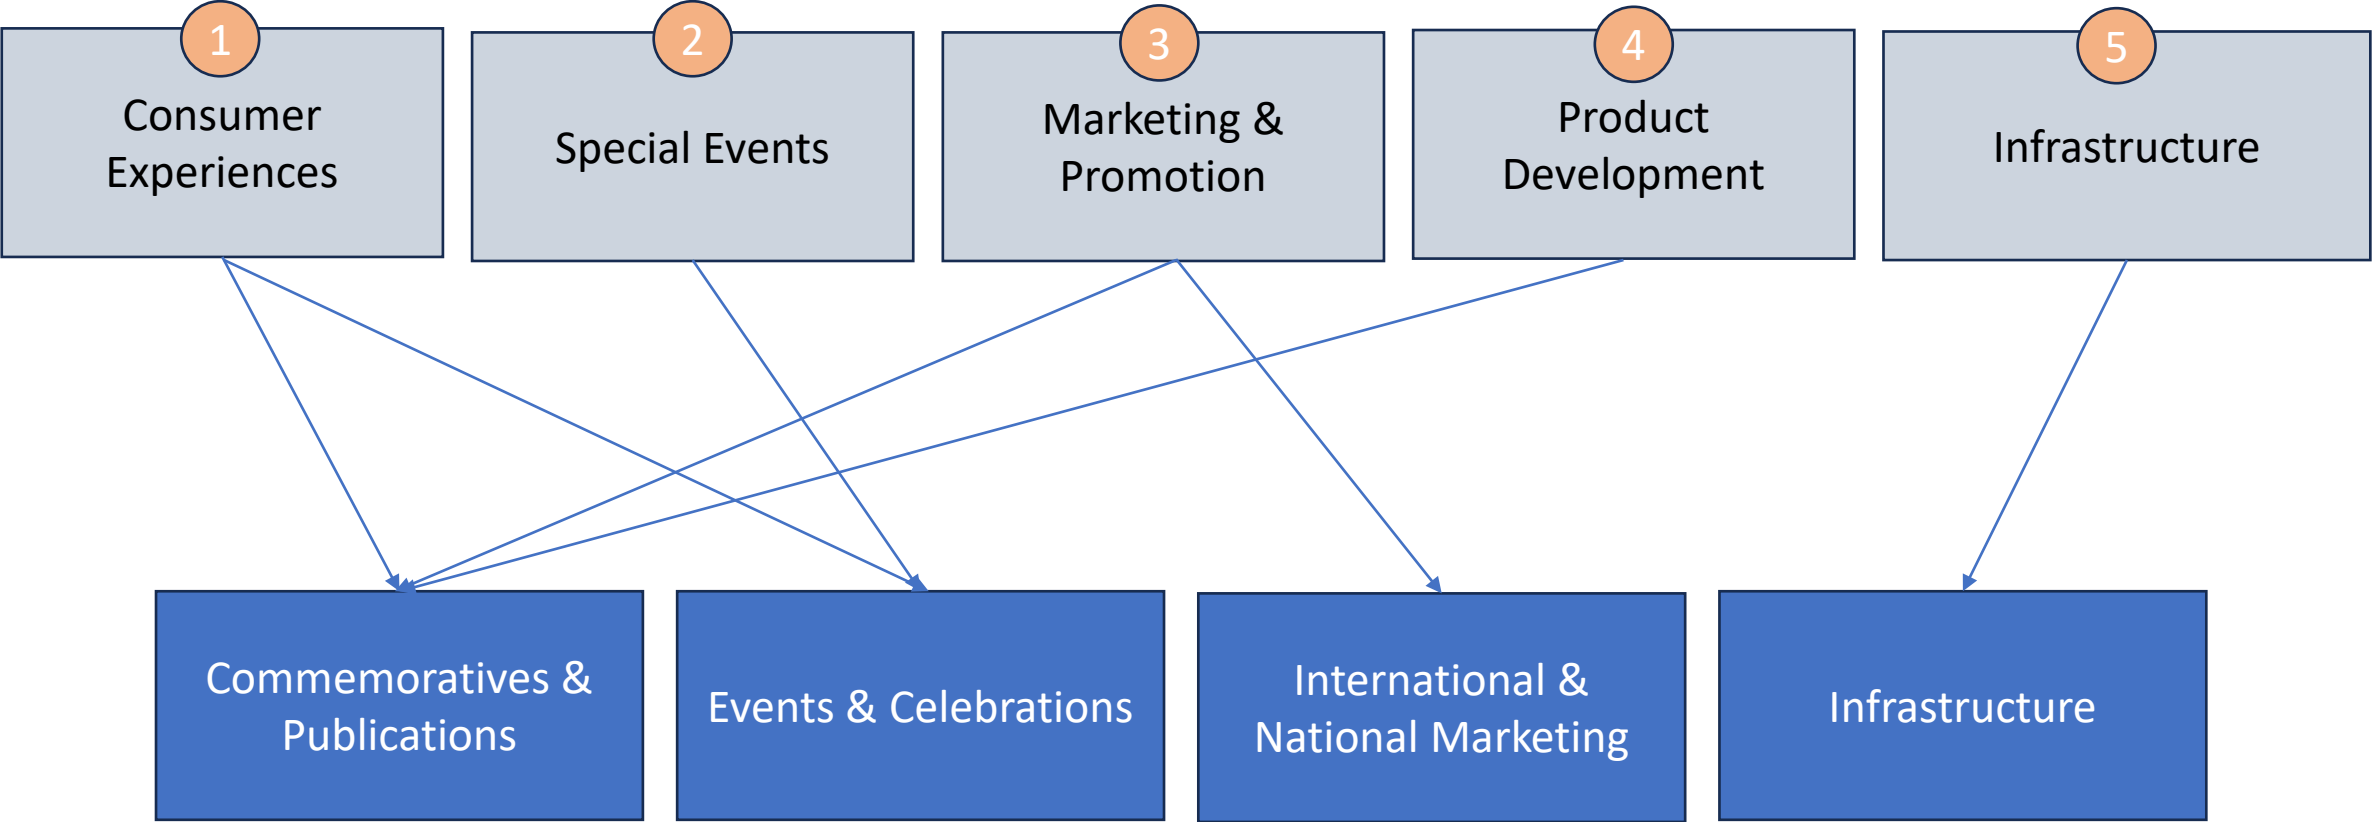 1
Consumer
Experiences
2
Special Events
3
Marketing &
Promotion
4
Product
Development
5
Infrastructure
Commemoratives &
Publications
Events & Celebrations
International &
National Marketing
Infrastructure